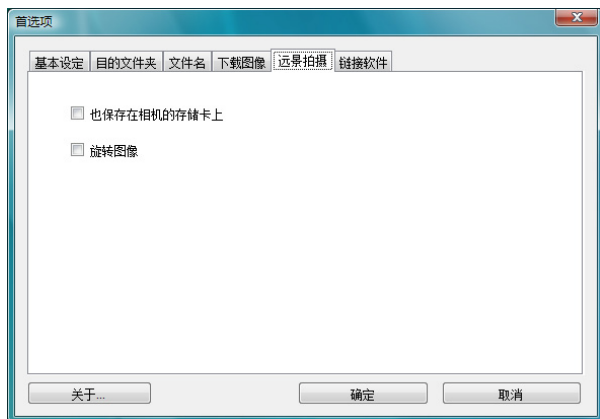 首选项
基本设定 目的文件夹 文件名 下载图像 远景拍摄 链接软件
也保存在相机的存储卡上
旋转图像
关于... 确定 取消